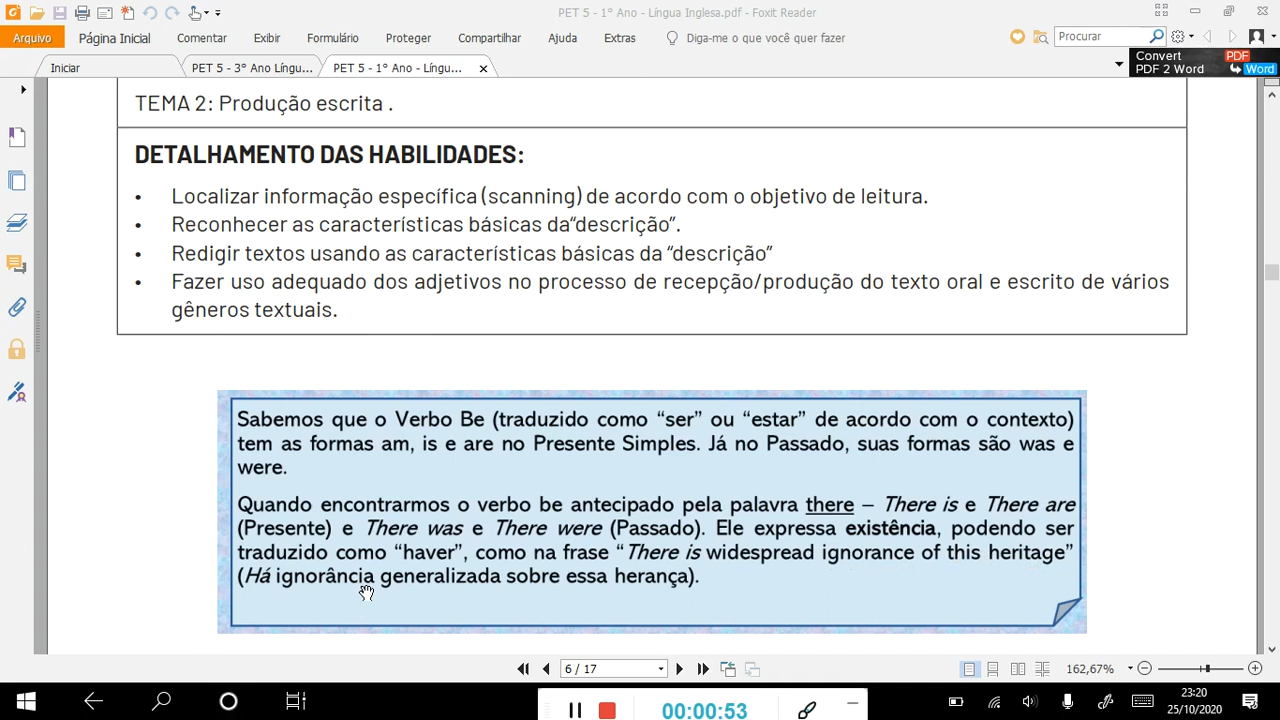 PET 5 - 1° Ano - Língua Inglesa.pdf - Foxit Reader
Arquivo Página Inicial Comentar Exibir Formulário Proteger Compartilhar Ajuda Extras Diga-me o que você quer fazer Procurar
Iniciar PET 5 - 3° Ano Língu... PET 5 - 1° Ano - Língu...
Convert PDF
PDF 2 Word Word
TEMA 2: Produção escrita .
DETALHAMENTO DAS HABILIDADES:
• Localizar informação específica (scanning) de acordo com o objetivo de leitura.
• Reconhecer as características básicas da“descrição”.
• Redigir textos usando as características básicas da “descrição”
• Fazer uso adequado dos adjetivos no processo de recepção/produção do texto oral e escrito de vários
gêneros textuais.
Sabemos que o Verbo Be (traduzido como “ser” ou “estar” de acordo com o contexto)
tem as formas am, is e are no Presente Simples. Já no Passado, suas formas são was e
were.
Quando encontrarmos o verbo be antecipado pela palavra there – There is e There are
(Presente) e There was e There were (Passado). Ele expressa existência, podendo ser
traduzido como “haver”, como na frase “There is widespread ignorance of this heritage”
(Há ignorância generalizada sobre essa herança).
6 / 17
162,67%
00:00:53
23:20
25/10/2020